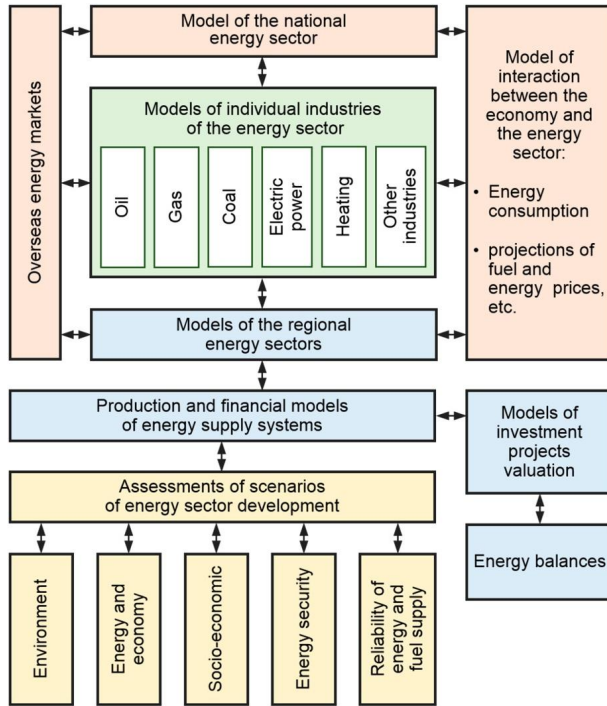 Model of the national
energy sector
Overseas energy markets
Model of
interaction
between the
economy and
the energy
sector:
• Energy
consumption
• projections of
fuel and
energy prices,
etc.
Models of individual industries
of the energy sector
Oil
Gas
Coal
Electric
power
Heating
Other
industries
Models of the regional
energy sectors
Production and financial models
of energy supply systems
Models of
investment
projects
valuation
Assessments of scenarios
of energy sector development
Energy balances
Environment
Energy and
economy
Socio-economic
Energy security
Reliability of
energy and
fuel supply